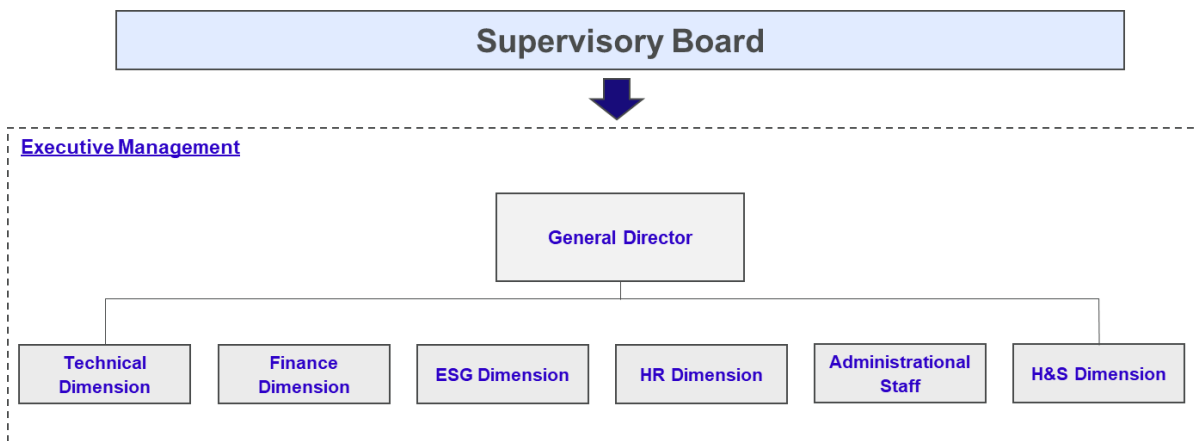 Supervisory Board
Executive Management
General Director
Technical
Dimension
Finance
Dimension
ESG Dimension
HR Dimension
Administrational
Staff
H&S Dimension